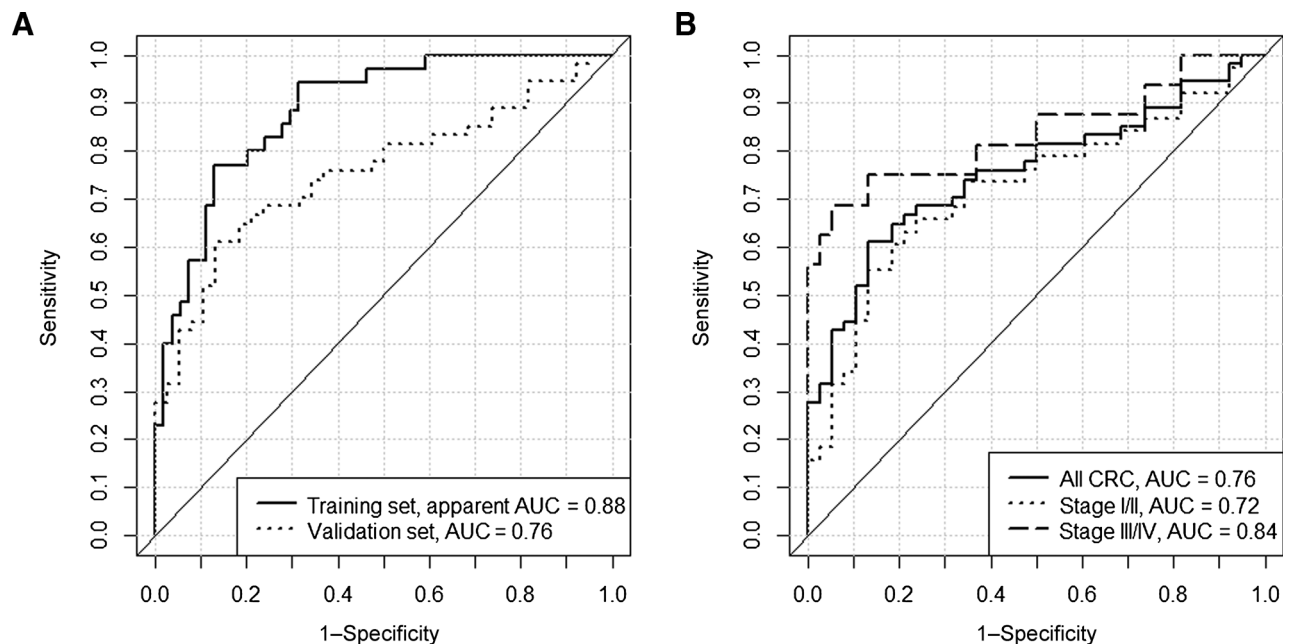 A
1.0
0.9
0.8
0.7
0.6
0.5
0.4
0.3
0.2
0.1
0.0
Sensitivity
Training set, apparent AUC = 0.88
Validation set, AUC = 0.76
0.0 0.2 0.4 0.6 0.8 1.0
1–Specificity
B
1.0
0.9
0.8
0.7
0.6
0.5
0.4
0.3
0.2
0.1
0.0
Sensitivity
All CRC, AUC = 0.76
Stage I/II, AUC = 0.72
Stage III/IV, AUC = 0.84
0.0 0.2 0.4 0.6 0.8 1.0
1–Specificity